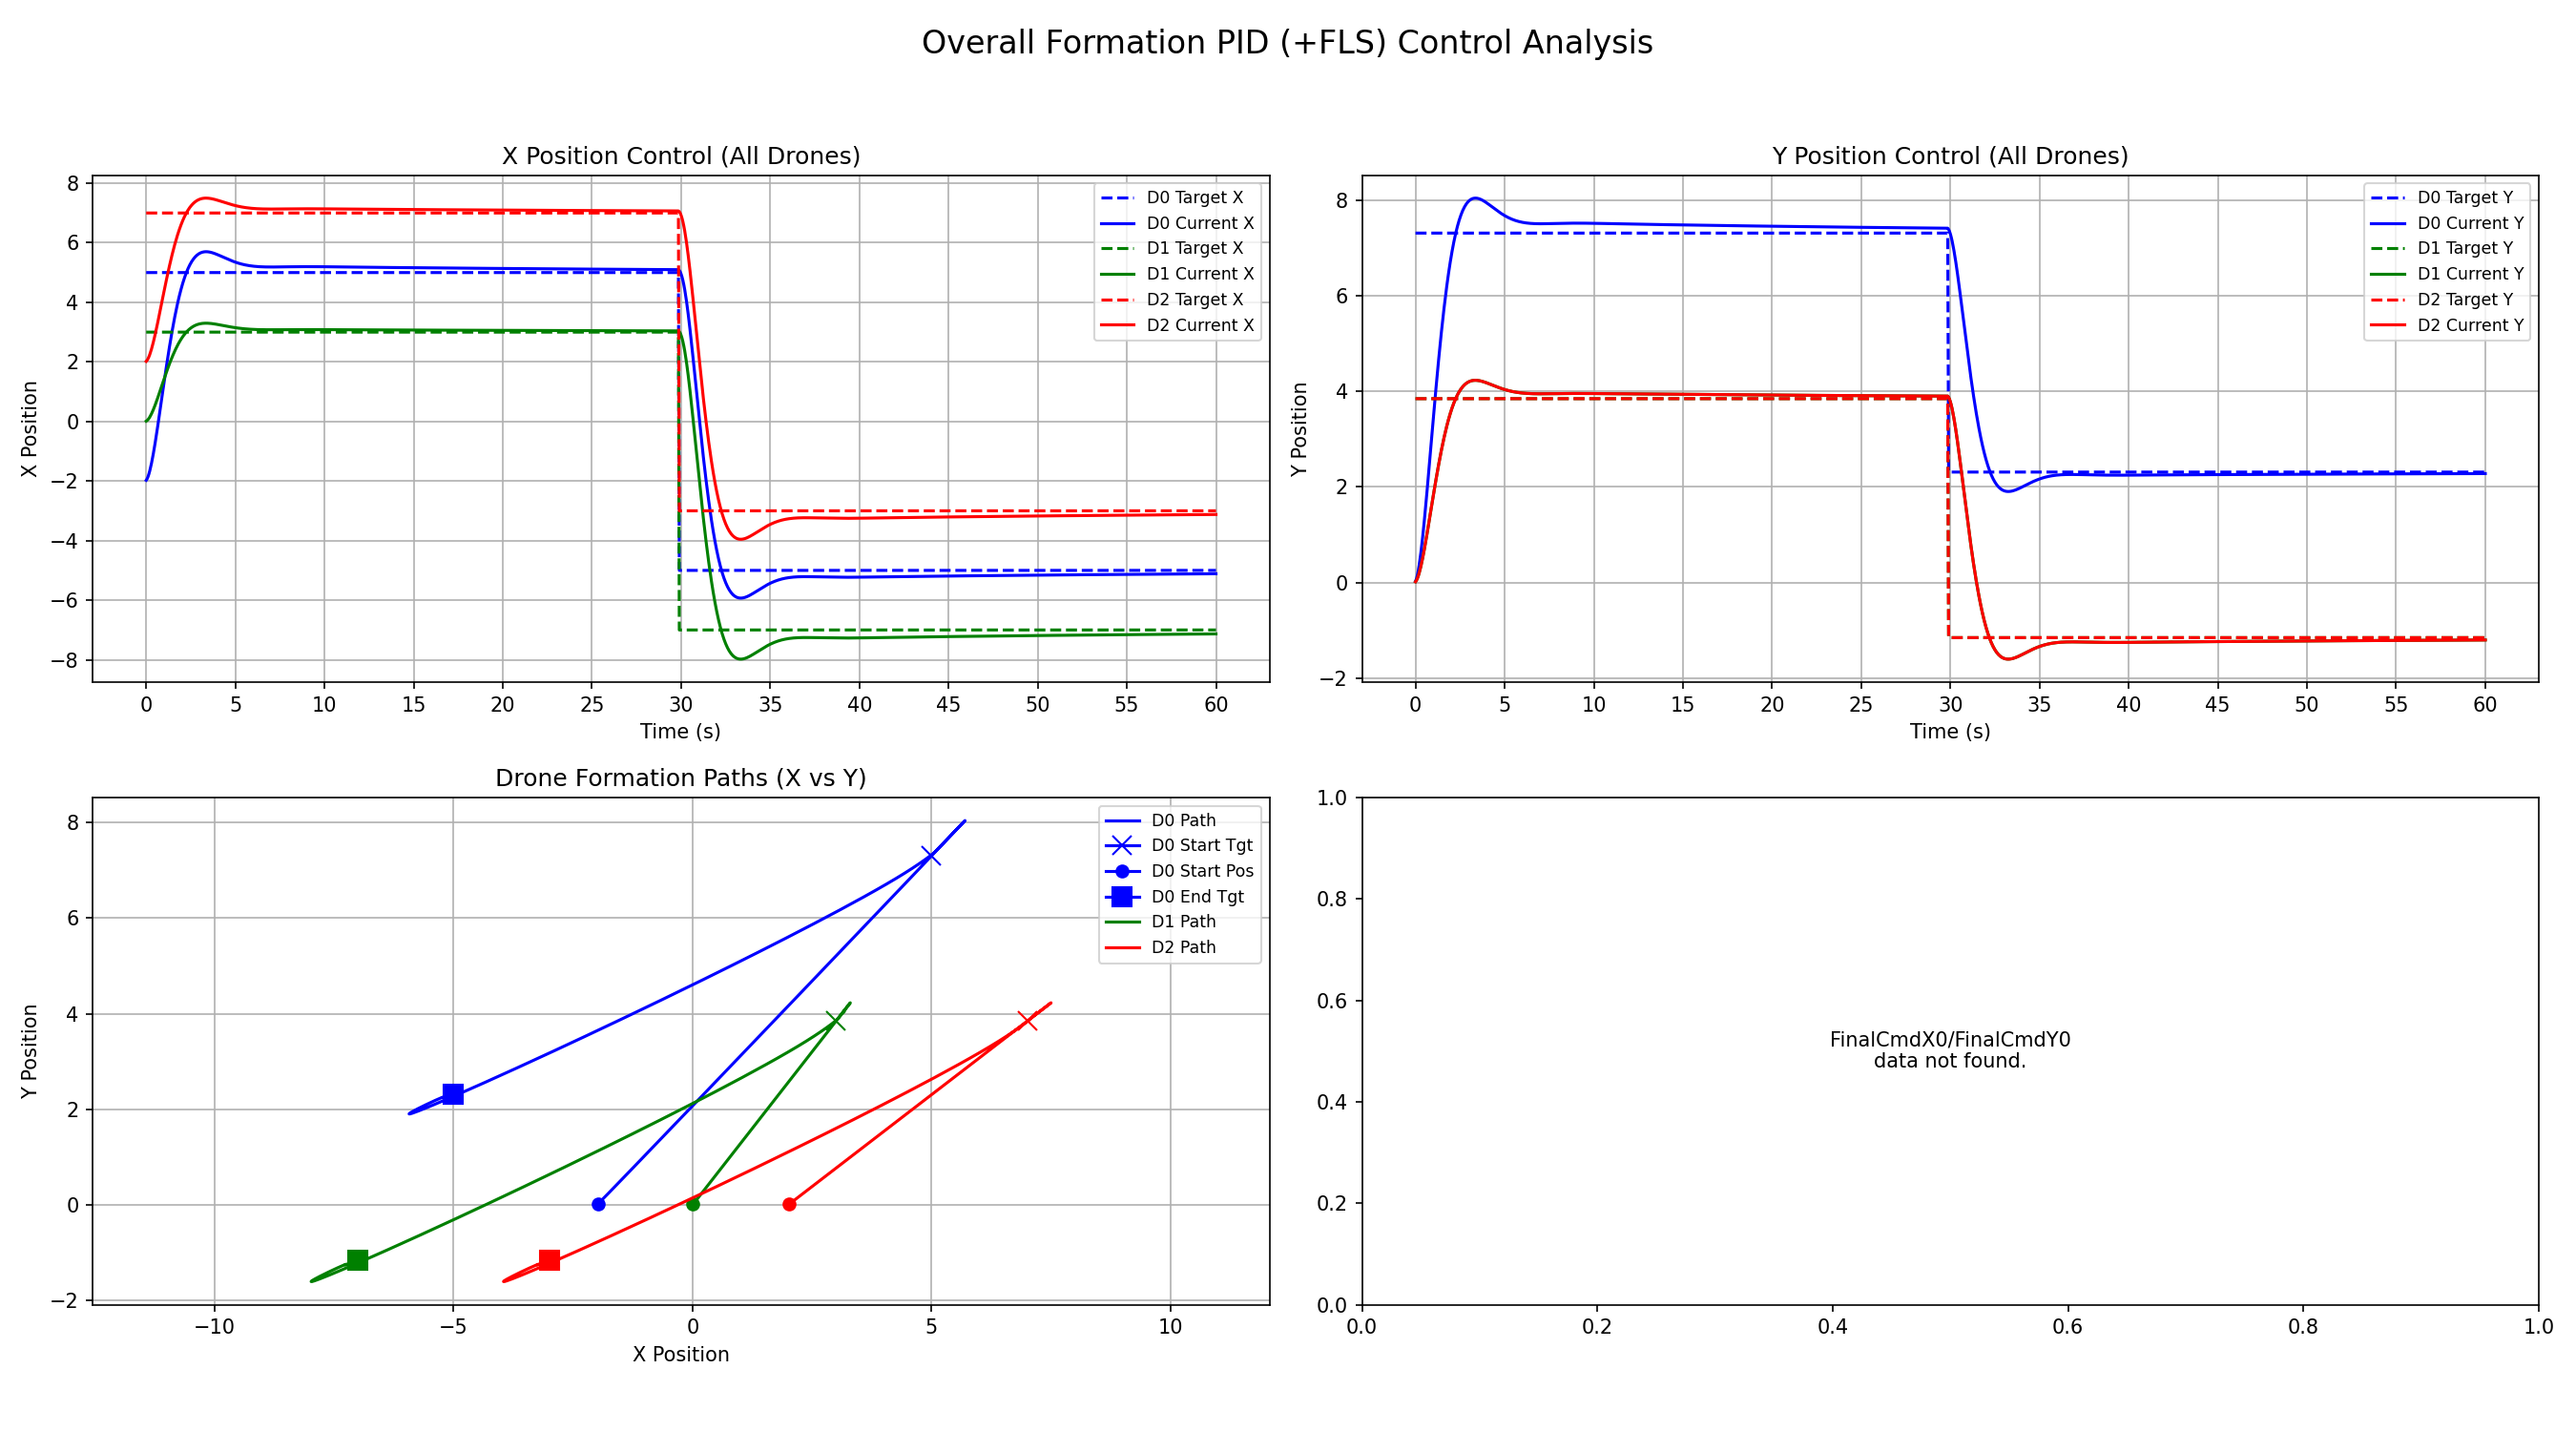 Overall Formation PID (+FLS) Control Analysis
X Position Control (All Drones)
8
6
4
2
0
−2
−4
−6
−8
X Position
0 5 10 15 20 25 30 35 40 45 50 55 60
Time (s)
D0 Target X
D0 Current X
D1 Target X
D1 Current X
D2 Target X
D2 Current X
Y Position Control (All Drones)
8
6
4
2
0
−2
Y Position
0 5 10 15 20 25 30 35 40 45 50 55 60
Time (s)
D0 Target Y
D0 Current Y
D1 Target Y
D1 Current Y
D2 Target Y
D2 Current Y
Drone Formation Paths (X vs Y)
8
6
4
2
0
−2
Y Position
−10 −5 0 5 10
X Position
D0 Path
D0 Start Tgt
D0 Start Pos
D0 End Tgt
D1 Path
D2 Path
1.0
0.8
0.6
0.4
0.2
0.0
FinalCmdX0/FinalCmdY0
data not found.
0.0 0.2 0.4 0.6 0.8 1.0